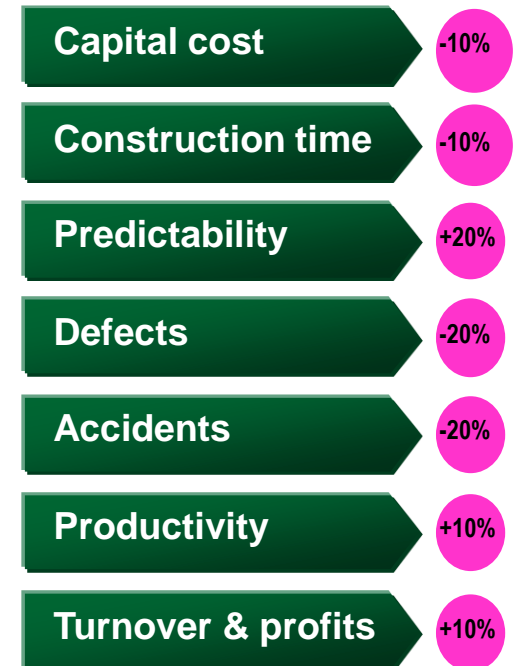 Capital cost -10%
Construction time -10%
Predictability +20%
Defects -20%
Accidents -20%
Productivity +10%
Turnover & profits +10%